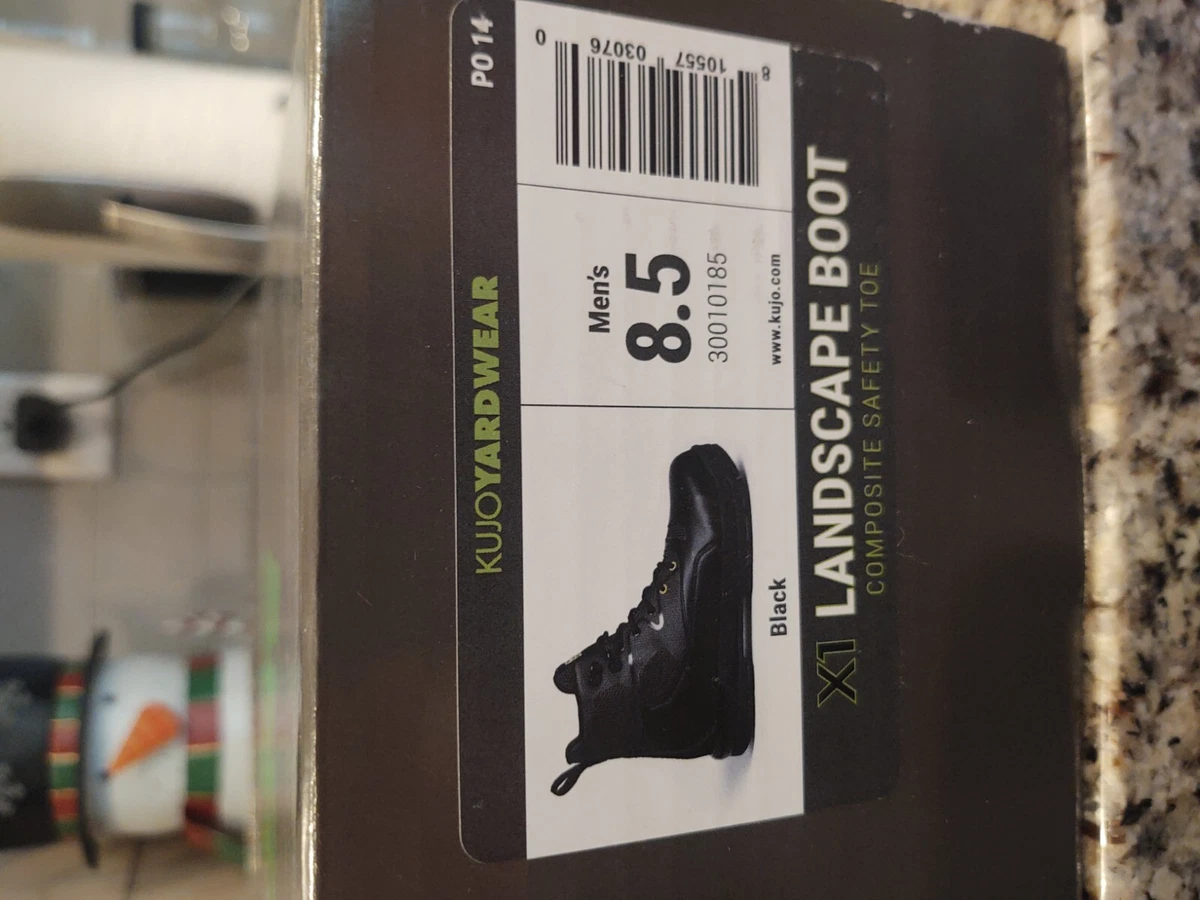 KUJOYARDWEAR
PO 14
Black
Men's
8.5
30010185
www.kujo.com
8 10557 03076 0
X1 LANDSCAPE BOOT
COMPOSITE SAFETY TOE